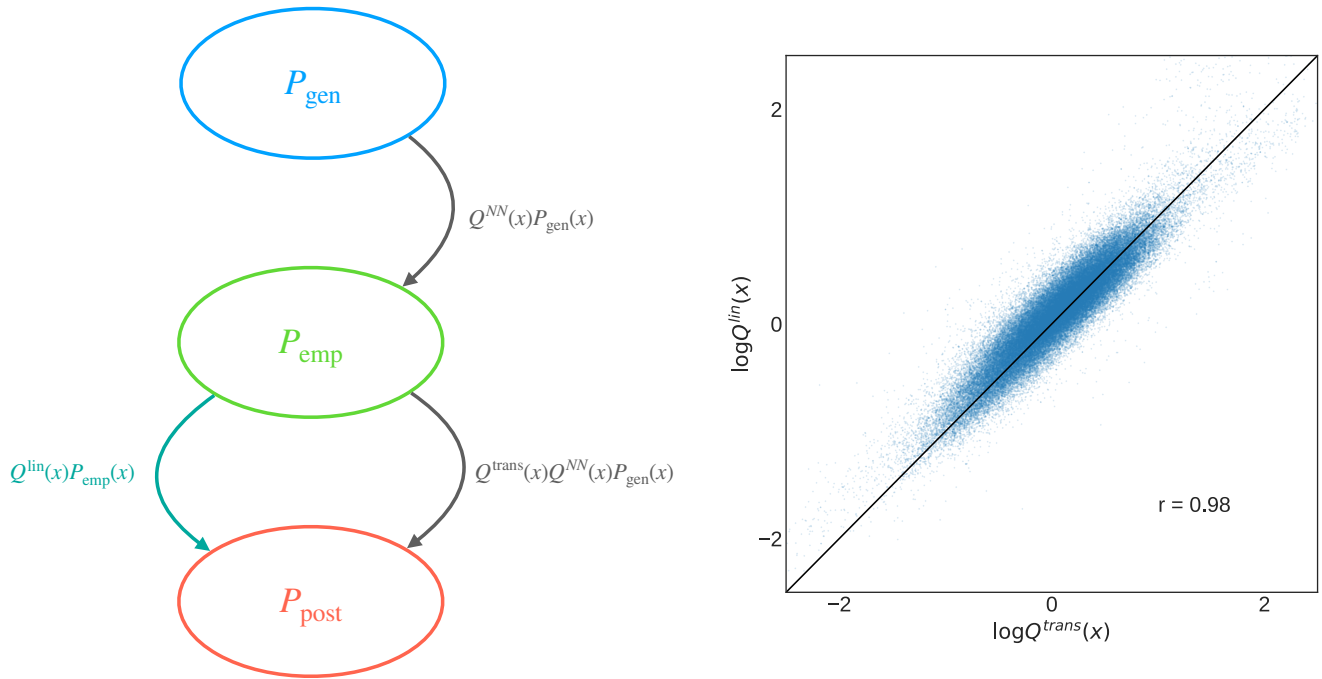 P_gen
Q^NN(x)P_gen(x)
P_emp
Q^lin(x)P_emp(x)
Q^trans(x)Q^NN(x)P_gen(x)
P_post
2
0
−2
logQ^lin(x)
r = 0.98
−2
0
2
logQ^trans(x)